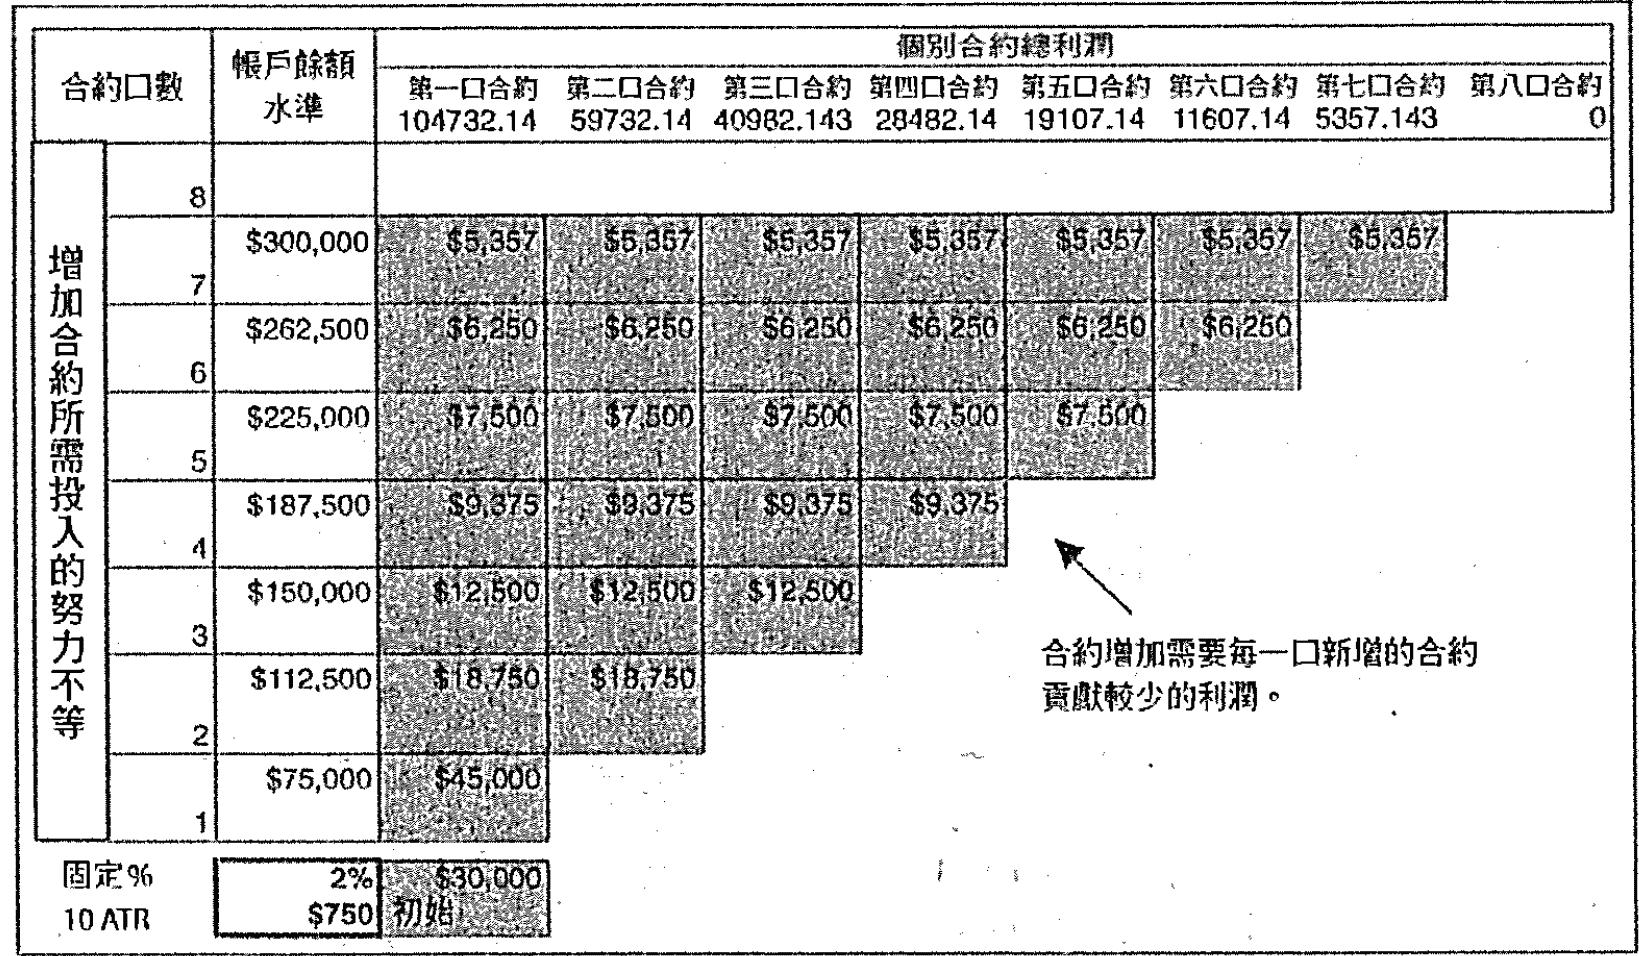 個別合約總利潤
合約口數 帳戶餘額水準 第一口合約 第二口合約 第三口合約 第四口合約 第五口合約 第六口合約 第七口合約 第八口合約
104732.14 59732.14 40982.143 28482.14 19107.14 11607.14 5357.143 0
增加合約所需投入的努力不等
8
$300,000 $5,357 $5,357 $5,357 $5,357 $5,357 $5,357 $5,357
7
$262,500 $6,250 $6,250 $6,250 $6,250 $6,250 $6,250
6
$225,000 $7,500 $7,500 $7,500 $7,500 $7,500
5
$187,500 $9,375 $9,375 $9,375 $9,375
4
$150,000 $12,500 $12,500 $12,500
3
$112,500 $18,750 $18,750
2
$75,000 $45,000
1
合約增加需要每一口新增的合約
貢獻較少的利潤。
固定% 2% $30,000
10 ATR $750 初始